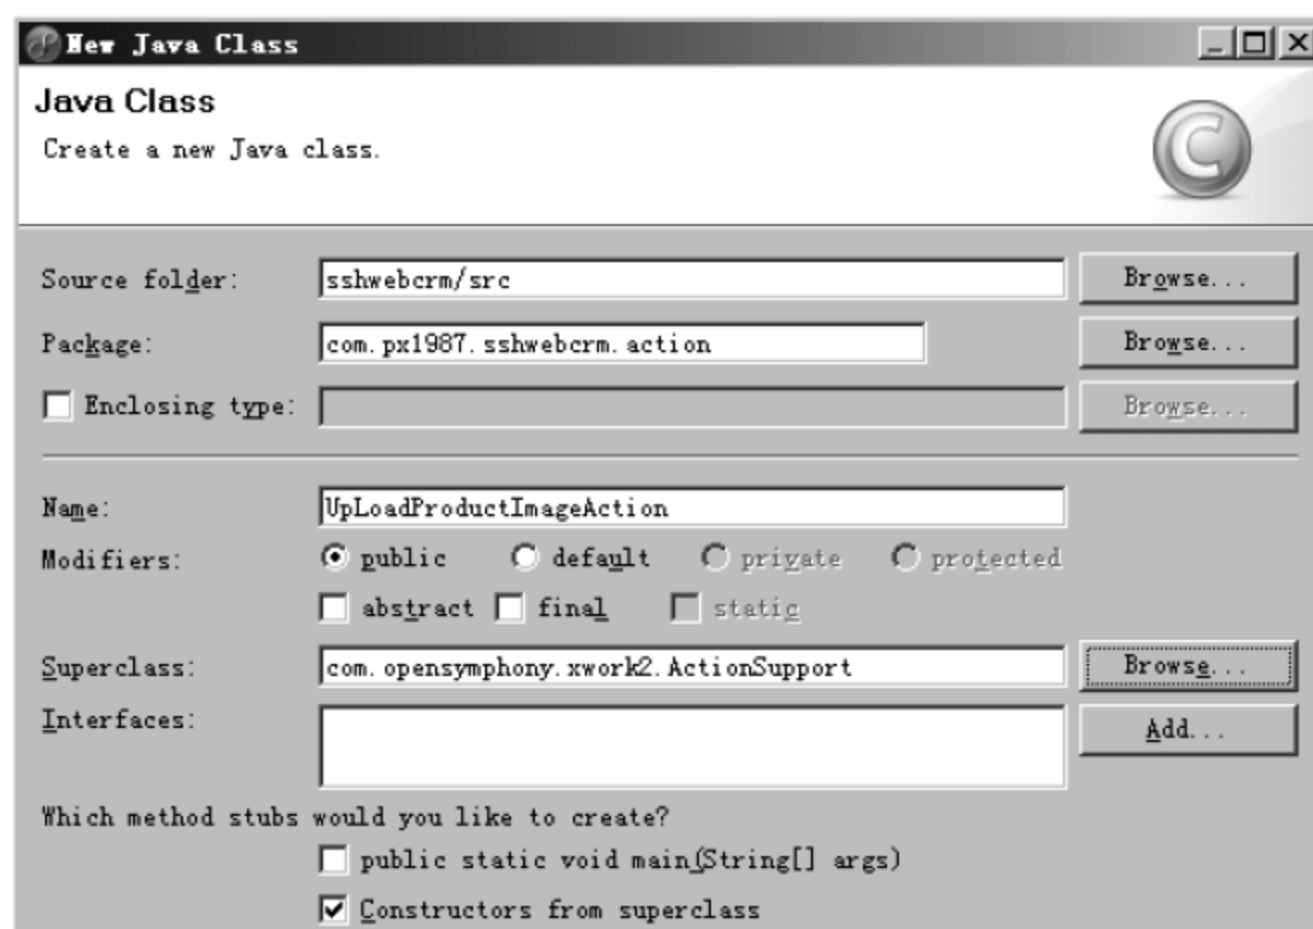 New Java Class
Java Class
Create a new Java class.
Source folder: sshwebcrm/src Browse...
Package: com.px1987.sshwebcrm.action Browse...
Enclosing type: Browse...
Name: UpLoadProductImageAction
Modifiers: public default private protected
abstract final static
Superclass: com.opensymphony.xwork2.ActionSupport Browse...
Interfaces: Add...
Which method stubs would you like to create?
public static void main(String[] args)
Constructors from superclass